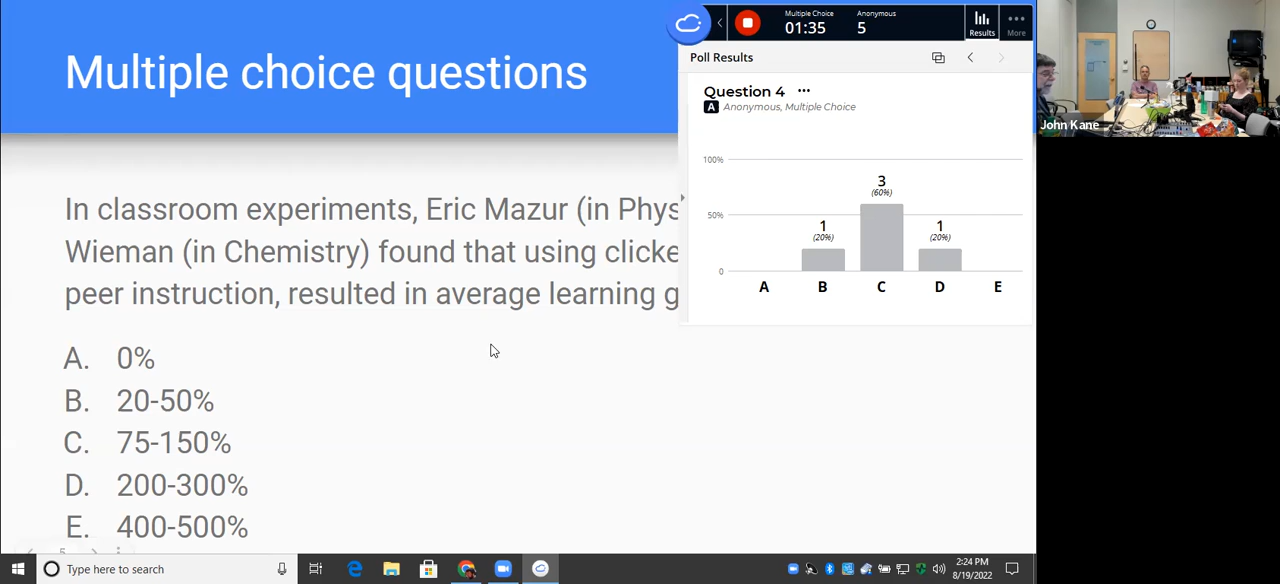 Multiple choice questions
Multiple Choice
01:35
Anonymous
5
Results
More
Poll Results
Question 4
A Anonymous, Multiple Choice
100%
50%
0
1
(20%)
3
(60%)
1
(20%)
A B C D E
John Kane
In classroom experiments, Eric Mazur (in Phys
Wieman (in Chemistry) found that using clicke
peer instruction, resulted in average learning g
A. 0%
B. 20-50%
C. 75-150%
D. 200-300%
E. 400-500%
5
Type here to search
2:24 PM
8/19/2022